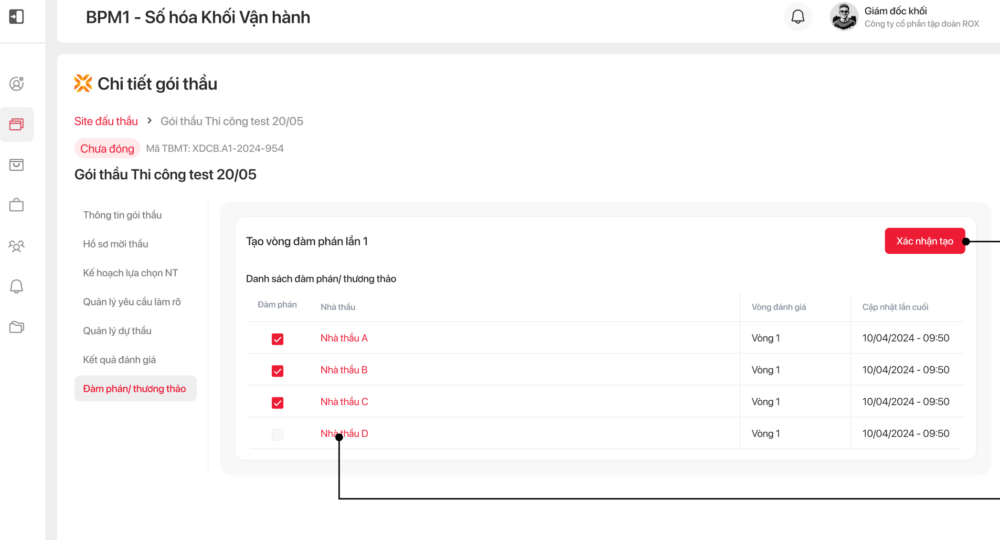 BPM1 - Số hóa Khối Vận hành
Giám đốc khối
Công ty cổ phần tập đoàn ROX
Chi tiết gói thầu
Site đấu thầu > Gói thầu Thi công test 20/05
Chưa đóng Mã TBMT: XDCB.A1-2024-954
Gói thầu Thi công test 20/05
Thông tin gói thầu
Hồ sơ mời thầu
Kế hoạch lựa chọn NT
Quản lý yêu cầu làm rõ
Quản lý dự thầu
Kết quả đánh giá
Đàm phán/ thương thảo
Tạo vòng đàm phán lần 1
Xác nhận tạo
Danh sách đàm phán/ thương thảo
Đàm phán Nhà thầu Vòng đánh giá Cập nhật lần cuối
Nhà thầu A Vòng 1 10/04/2024 - 09:50
Nhà thầu B Vòng 1 10/04/2024 - 09:50
Nhà thầu C Vòng 1 10/04/2024 - 09:50
Nhà thầu D Vòng 1 10/04/2024 - 09:50